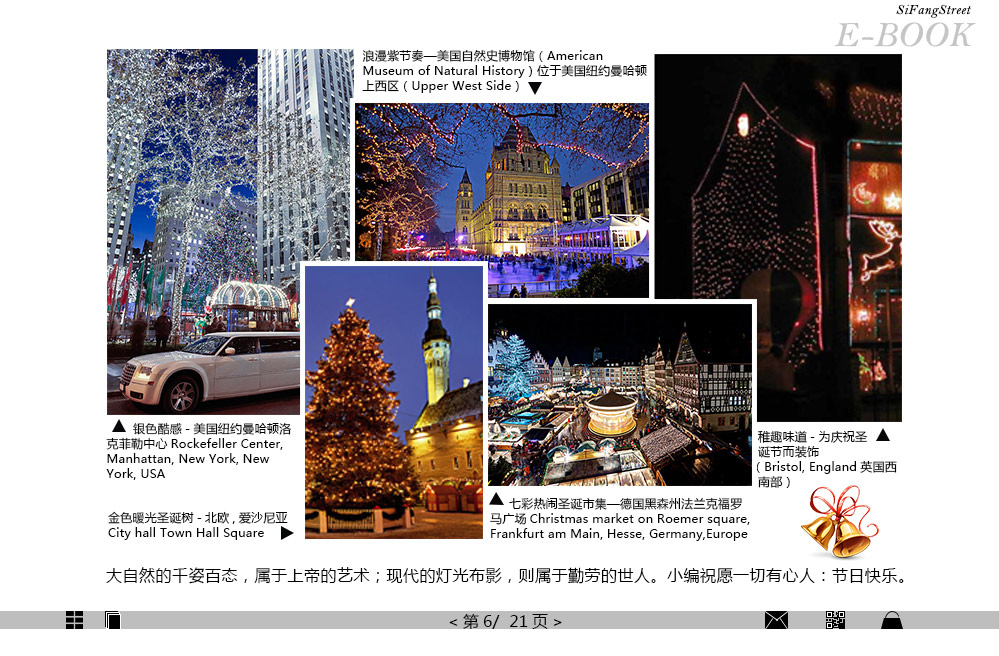 SiFangStreet
E-BOOK
浪漫紫节奏—美国自然史博物馆 ( American
Museum of Natural History ) 位于美国纽约曼哈顿
上西区 ( Upper West Side )
银色酷感 - 美国纽约曼哈顿洛
克菲勒中心 Rockefeller Center,
Manhattan, New York, New
York, USA
金色暖光圣诞树 - 北欧 , 爱沙尼亚
City hall Town Hall Square
七彩热闹圣诞市集—德国黑森州法兰克福罗
马广场 Christmas market on Roemer square,
Frankfurt am Main, Hesse, Germany,Europe
稚趣味道 - 为庆祝圣
诞节而装饰
( Bristol, England 英国西
南部 )
大自然的千姿百态，属于上帝的艺术；现代的灯光布影，则属于勤劳的世人。小编祝愿一切有心人：节日快乐。
< 第 6/ 21 页 >